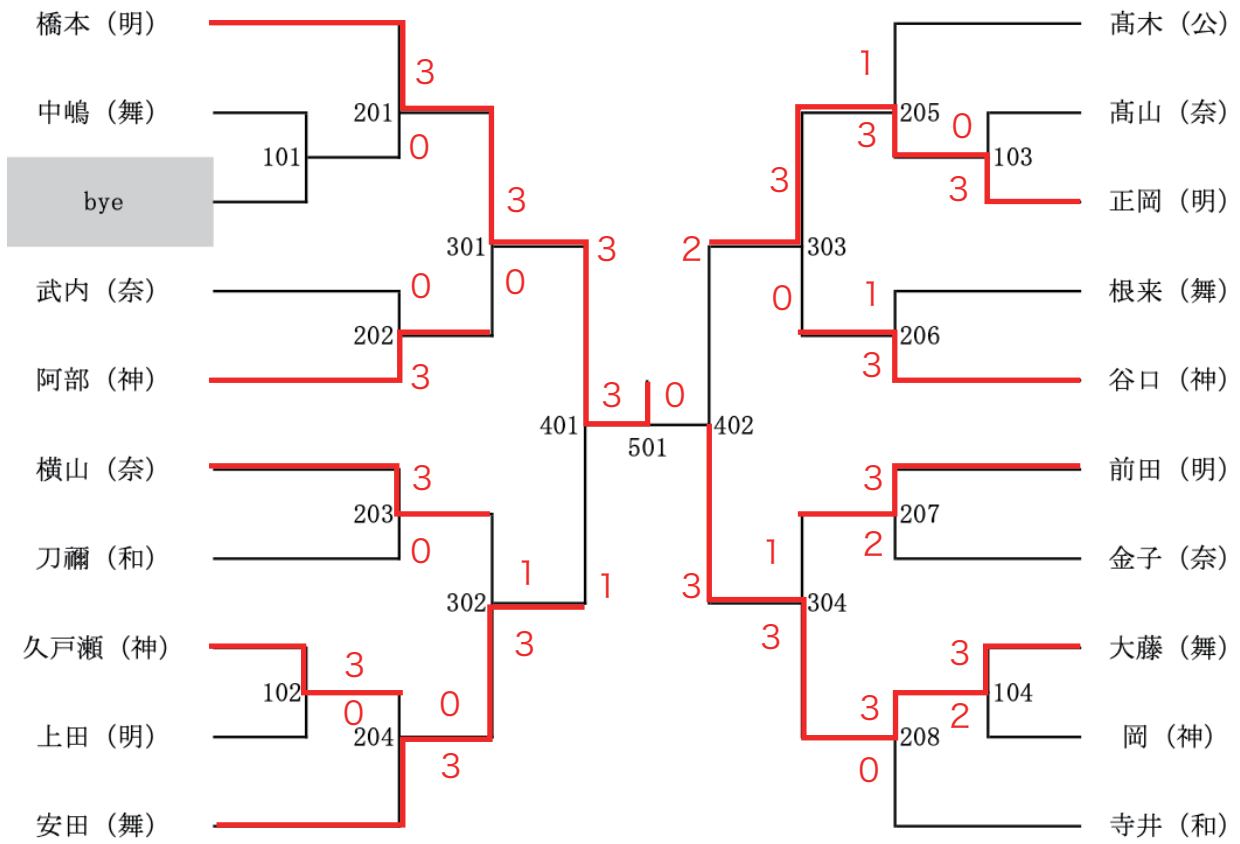 橋本（明）
中嶋（舞）
bye
武内（奈）
阿部（神）
横山（奈）
刀禰（和）
久戸瀬（神）
上田（明）
安田（舞）
3
201
0
101
3
301
0
0
202
3
3
203
0
1
302
3
3
102
0
0
204
3
3
401
1
3
0
501
402
2
3
1
205
3
0
103
3
3
303
0
1
206
3
3
207
2
1
304
3
3
104
2
3
208
0
髙木（公）
髙山（奈）
正岡（明）
根来（舞）
谷口（神）
前田（明）
金子（奈）
大藤（舞）
岡（神）
寺井（和）